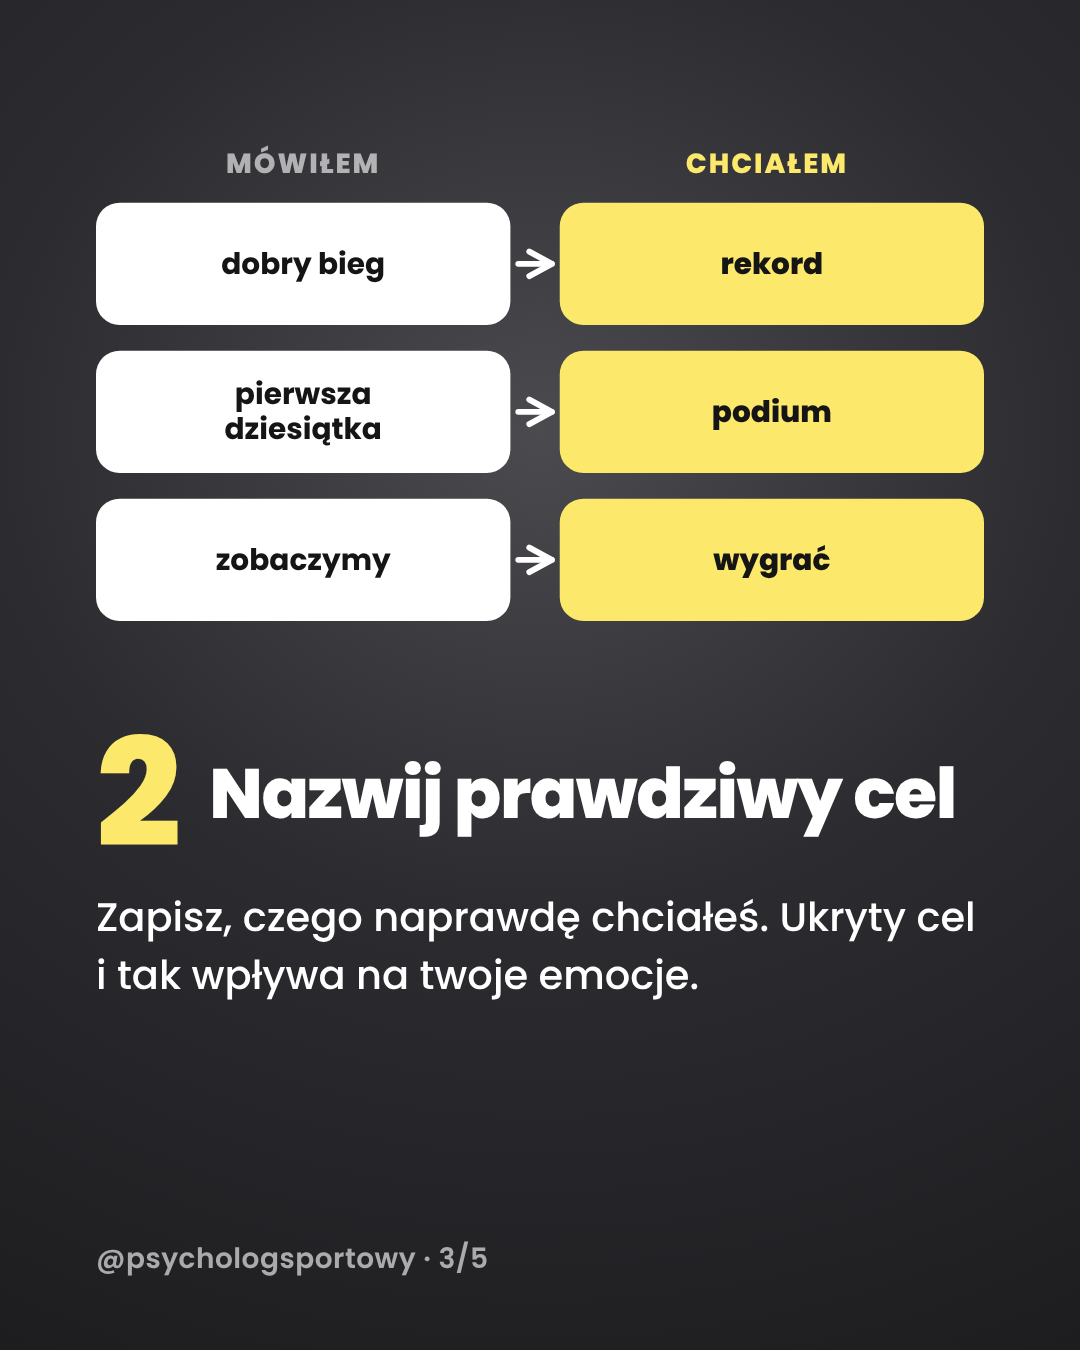 MÓWIŁEM
CHCIAŁEM
dobry bieg
rekord
pierwsza
dziesiątka
podium
zobaczymy
wygrać
2 Nazwij prawdziwy cel
Zapisz, czego naprawdę chciałeś. Ukryty cel
i tak wpływa na twoje emocje.
@psychologsportowy · 3/5